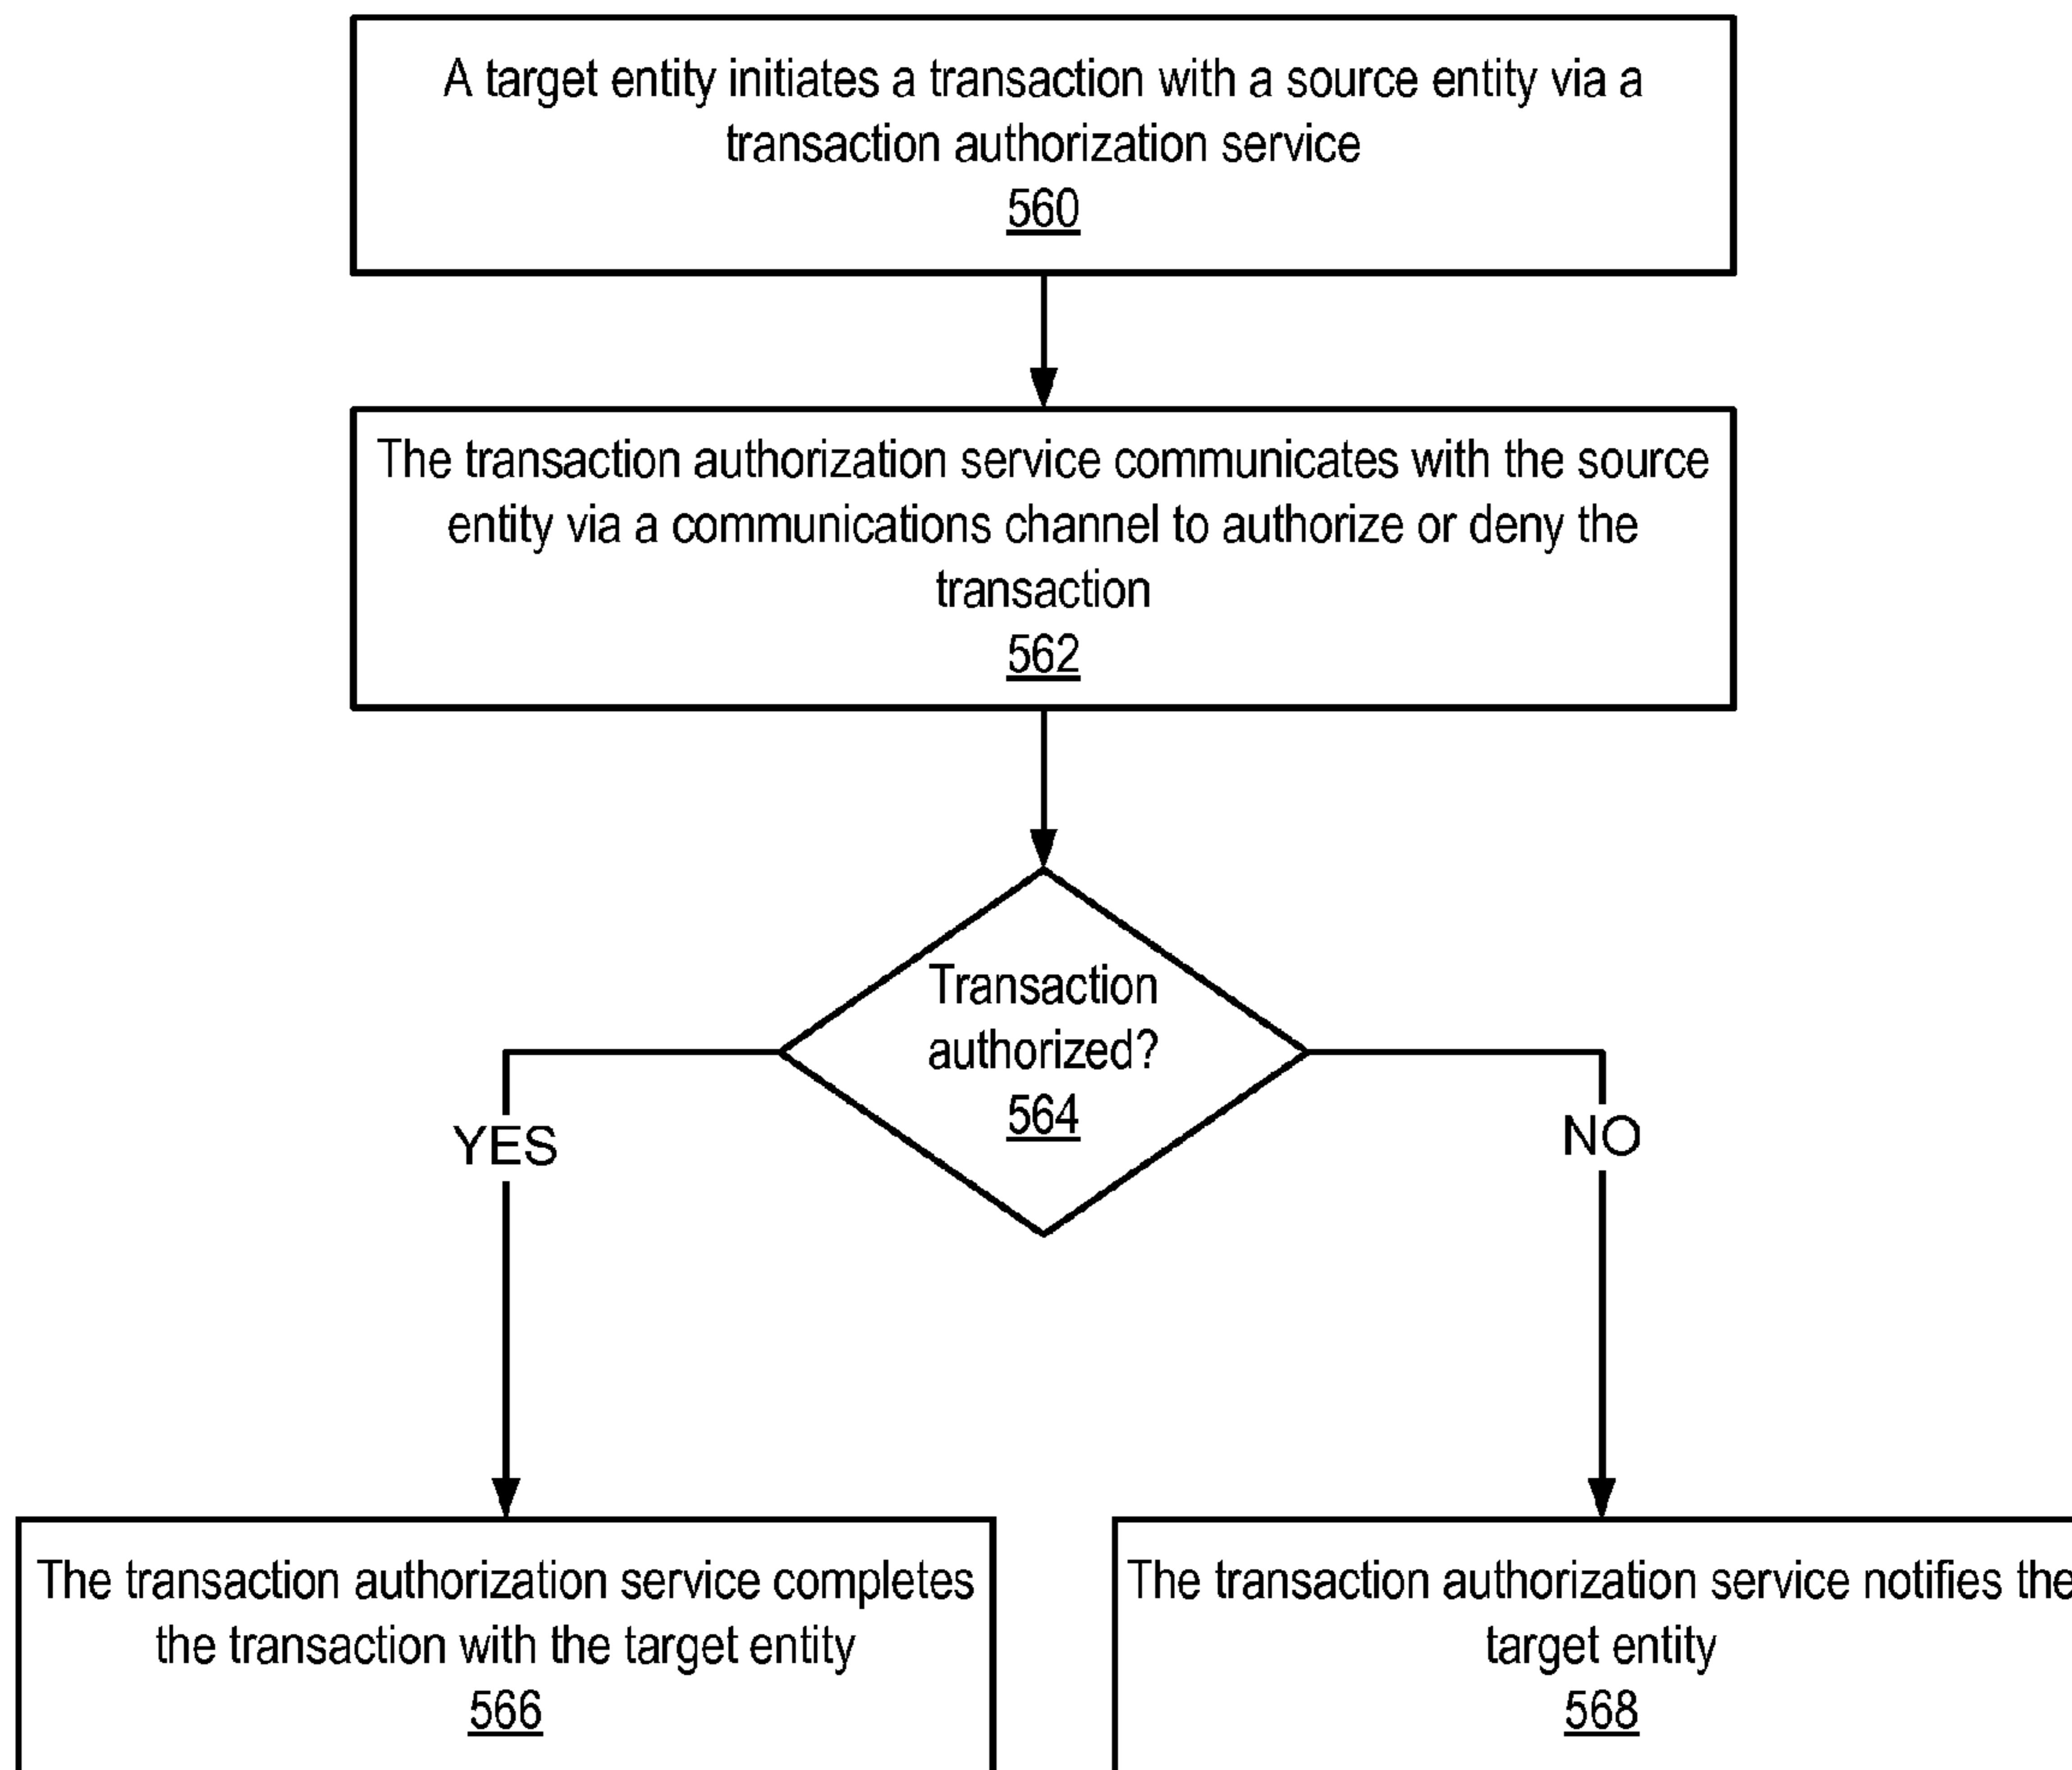 A target entity initiates a transaction with a source entity via a
transaction authorization service
560
The transaction authorization service communicates with the source
entity via a communications channel to authorize or deny the
transaction
562
Transaction
authorized?
564
YES
NO
The transaction authorization service completes
the transaction with the target entity
566
The transaction authorization service notifies the
target entity
568